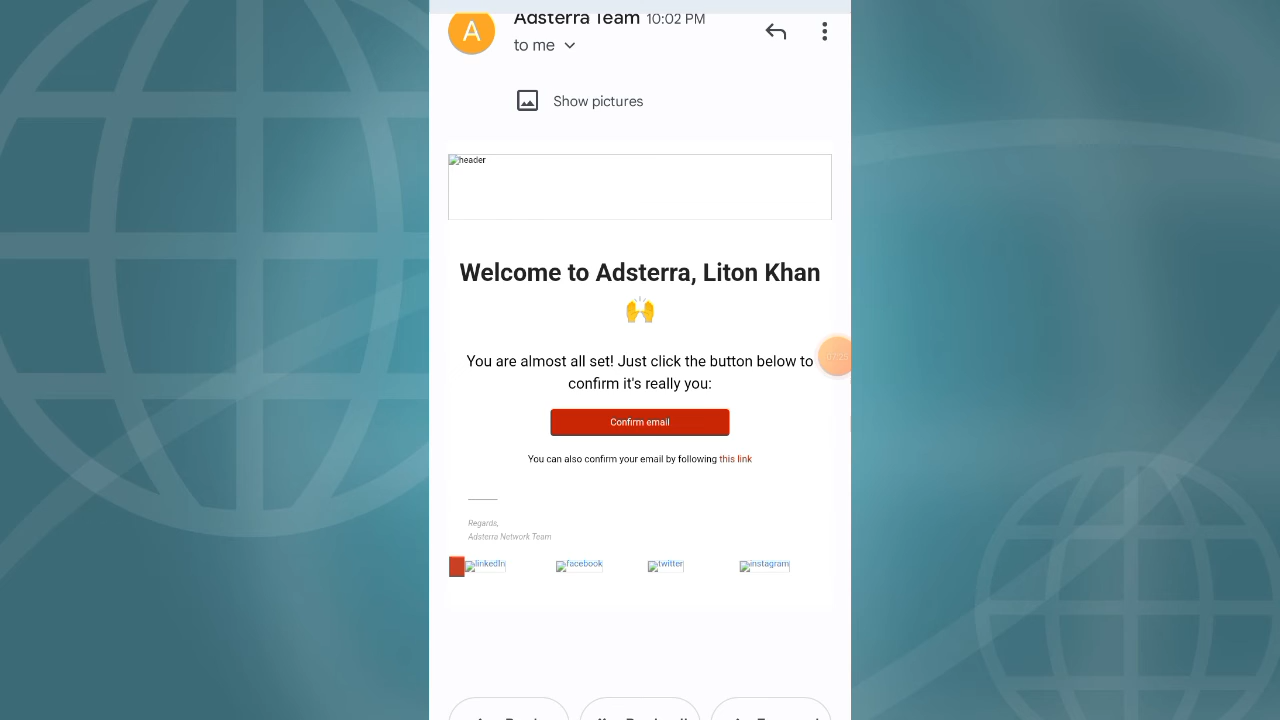 Adsterra Team 10:02 PM
to me
A
Show pictures
header
Welcome to Adsterra, Liton Khan
🙌
You are almost all set! Just click the button below to
confirm it's really you:
Confirm email
You can also confirm your email by following this link
Regards,
Adsterra Network Team
linkedIn facebook twitter instagram